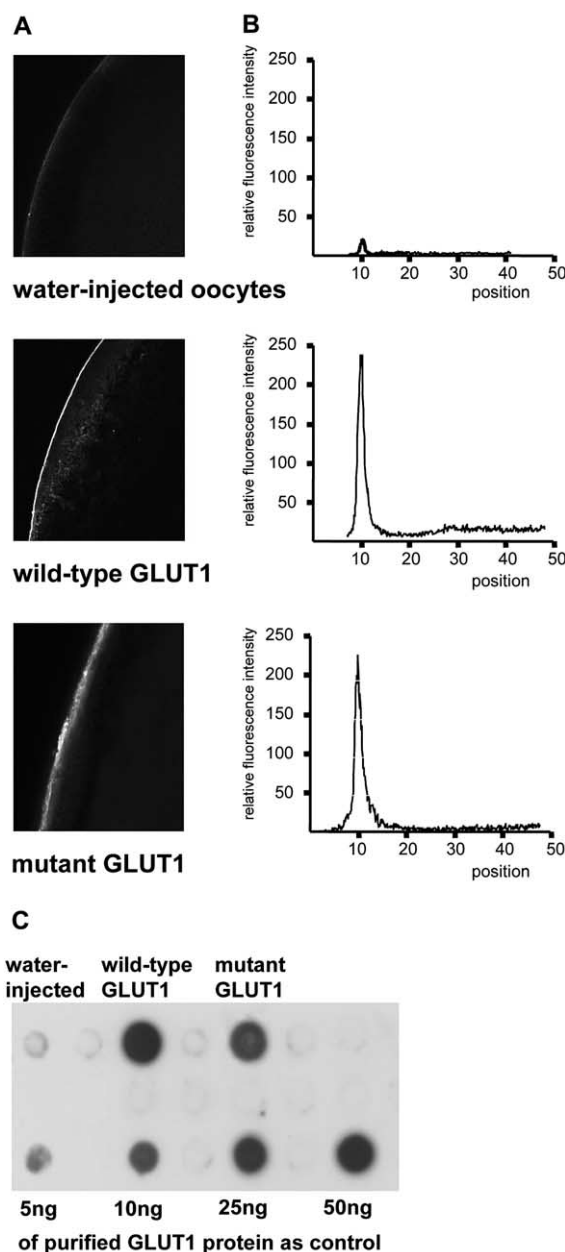 A
B
relative fluorescence intensity
250
200
150
100
50
10 20 30 40 50
position
water-injected oocytes
relative fluorescence intensity
250
200
150
100
50
10 20 30 40 50
position
wild-type GLUT1
relative fluorescence intensity
250
200
150
100
50
10 20 30 40 50
position
mutant GLUT1
C
water- wild-type mutant
injected GLUT1 GLUT1
5ng 10ng 25ng 50ng
of purified GLUT1 protein as control